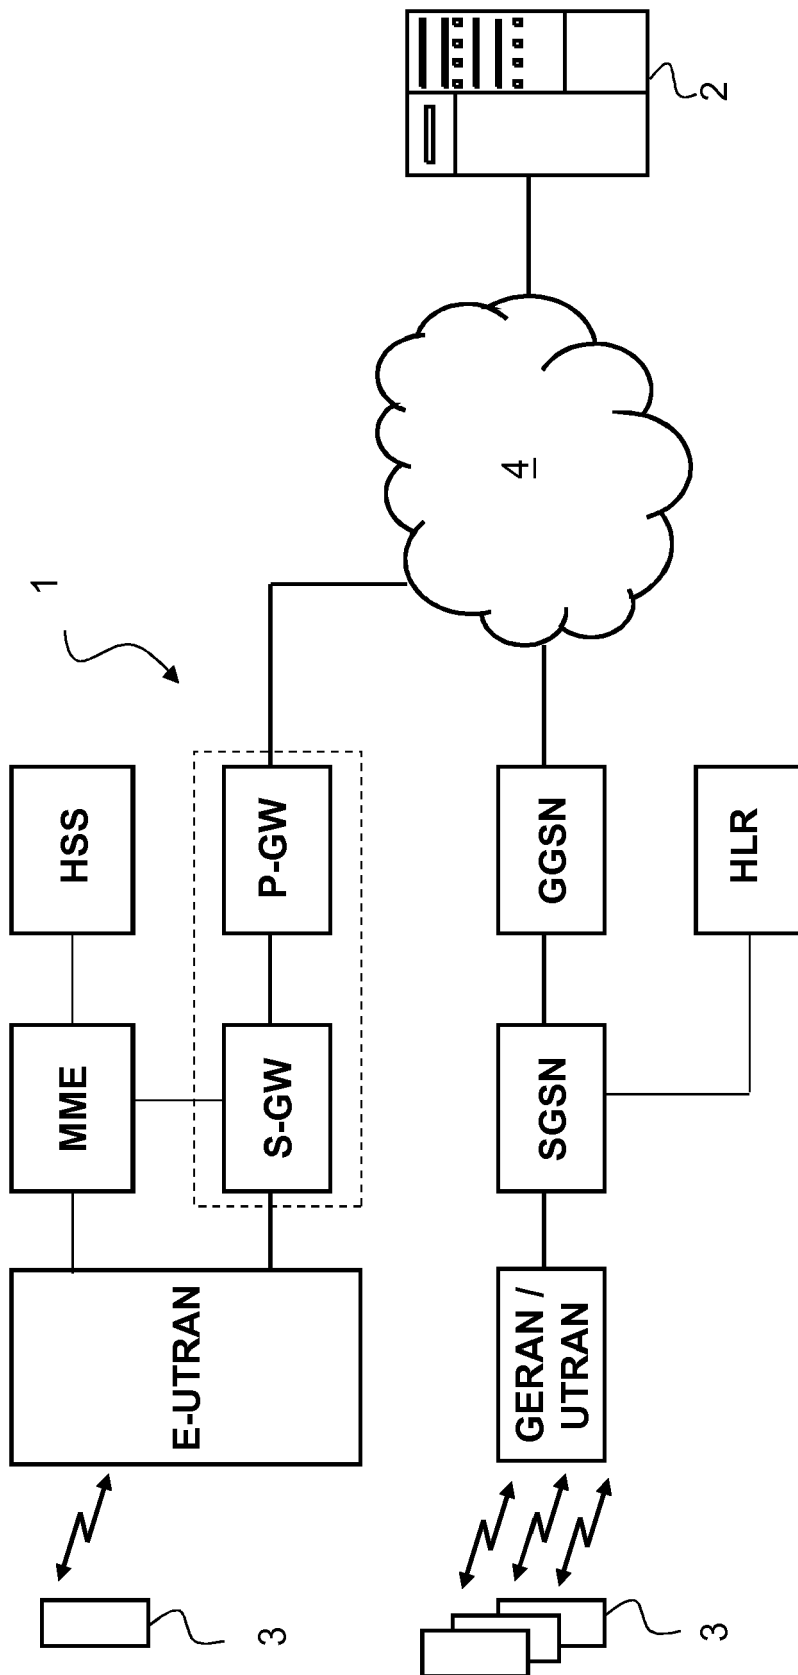 1
HSS
MME
E-UTRAN
P-GW
S-GW
3
2
4
GGSN
SGSN
GERAN /
UTRAN
HLR
3